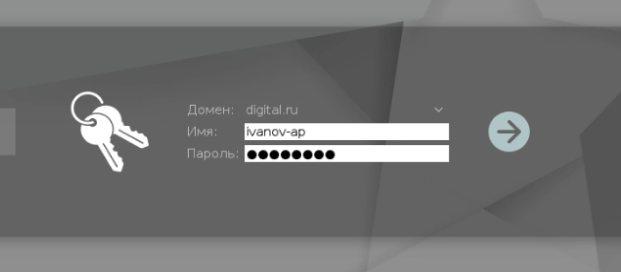 Домен: digital.ru
Имя: ivanov-ap
Пароль: ●●●●●●●●